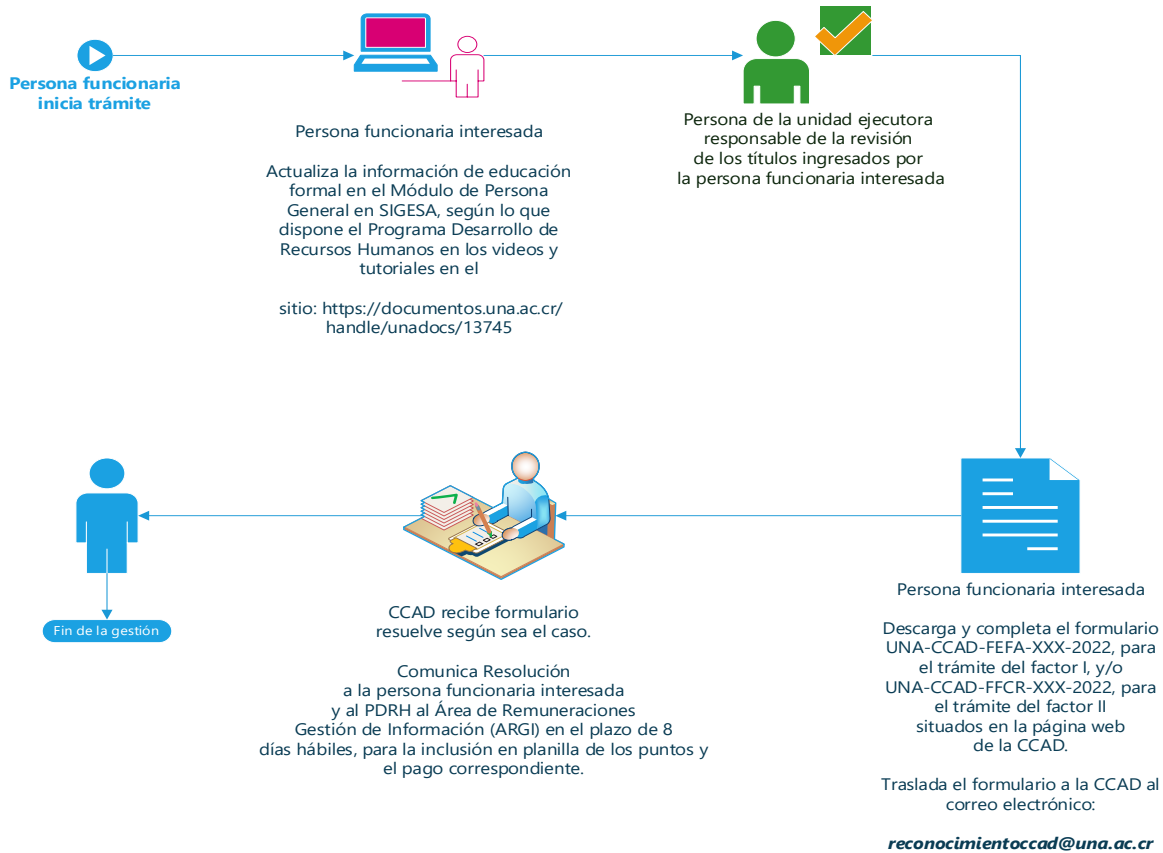 Persona funcionaria
inicia trámite
Persona funcionaria interesada
Actualiza la información de educación
formal en el Módulo de Persona
General en SIGESA, según lo que
dispone el Programa Desarrollo de
Recursos Humanos en los videos y
tutoriales en el
sitio: https://documentos.una.ac.cr/
handle/unadocs/13745
Persona de la unidad ejecutora
responsable de la revisión
de los títulos ingresados por
la persona funcionaria interesada
Persona funcionaria interesada
Descarga y completa el formulario
UNA-CCAD-FEFA-XXX-2022, para
el trámite del factor I, y/o
UNA-CCAD-FFCR-XXX-2022, para
el trámite del factor II
situados en la página web
de la CCAD.
Traslada el formulario a la CCAD al
correo electrónico:
reconocimientoccad@una.ac.cr
CCAD recibe formulario
resuelve según sea el caso.
Comunica Resolución
a la persona funcionaria interesada
y al PDRH al Área de Remuneraciones
Gestión de Información (ARGI) en el plazo de 8
días hábiles, para la inclusión en planilla de los puntos y
el pago correspondiente.
Fin de la gestión